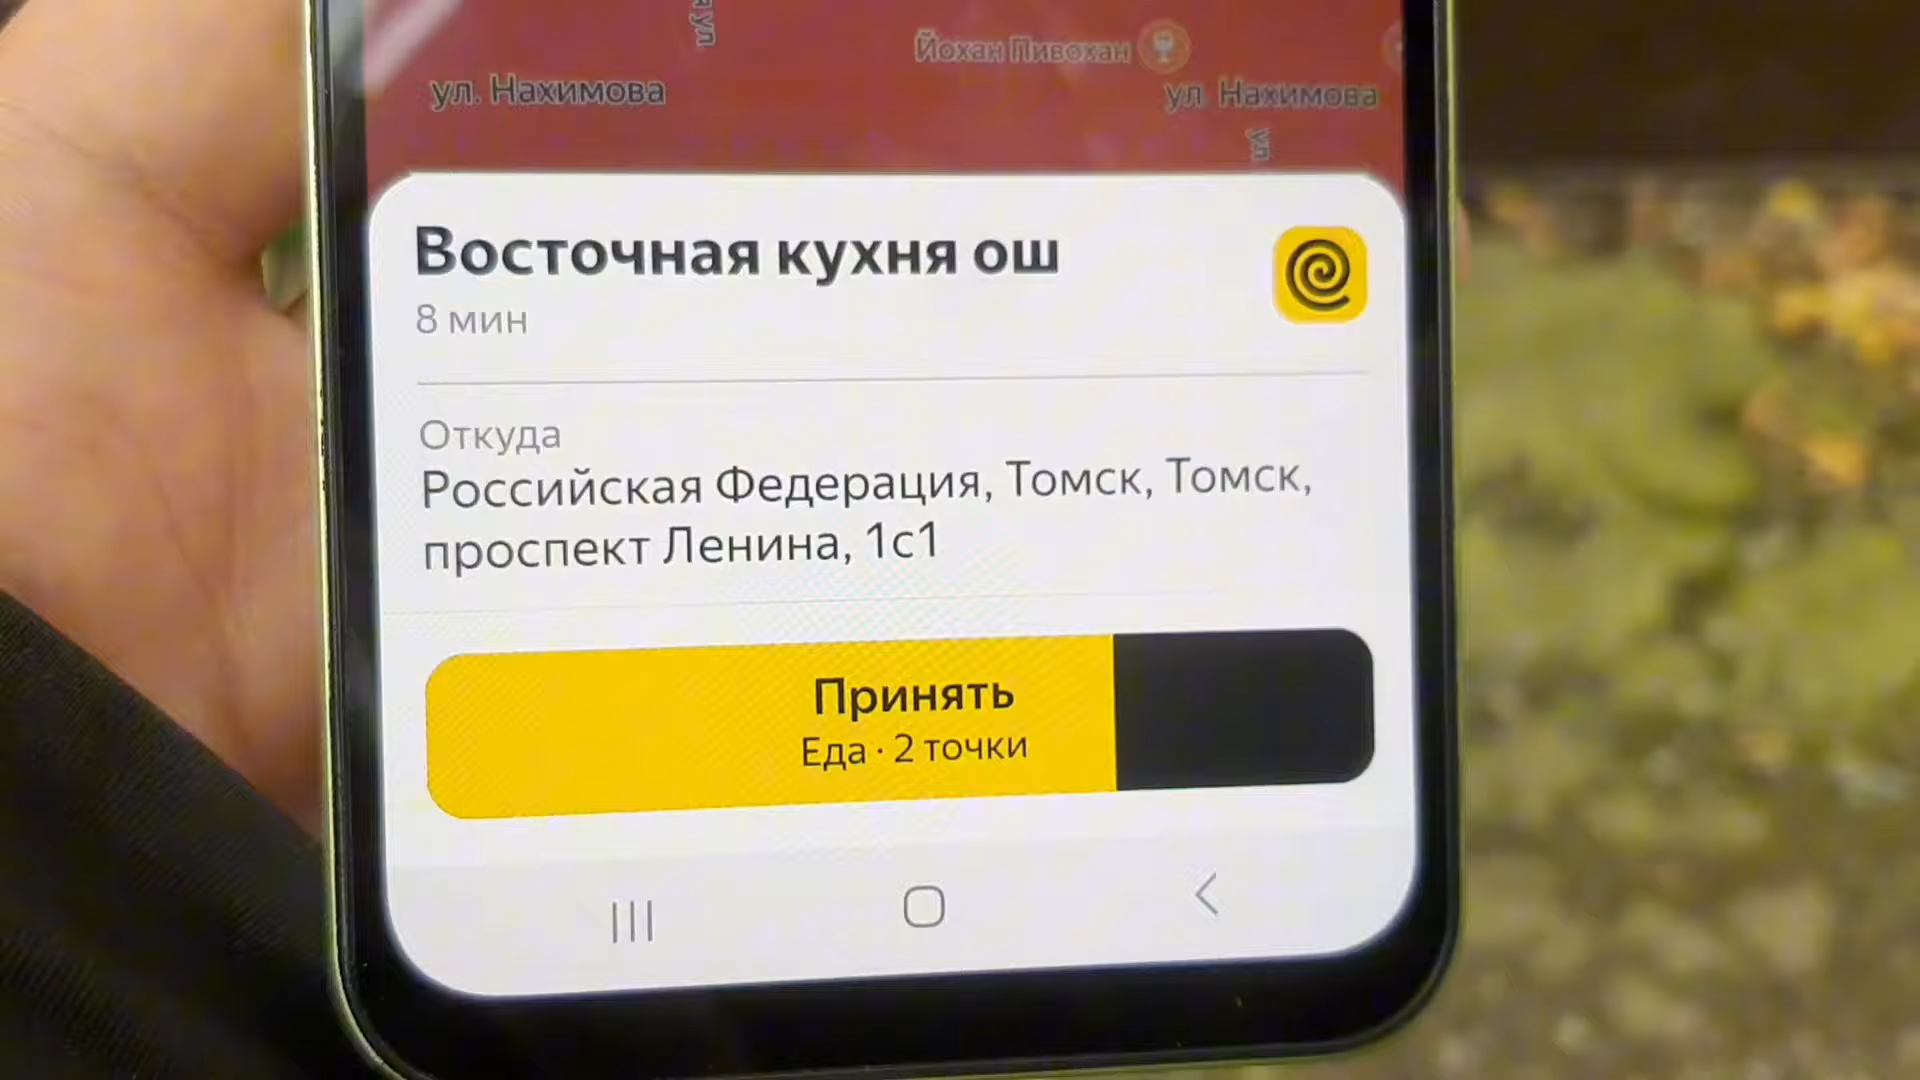 Йохан Пивохан
ул. Нахимова
ул. Нахимова
ул
Восточная кухня ош
8 мин
Откуда
Российская Федерация, Томск, Томск,
проспект Ленина, 1с1
Принять
Еда · 2 точки